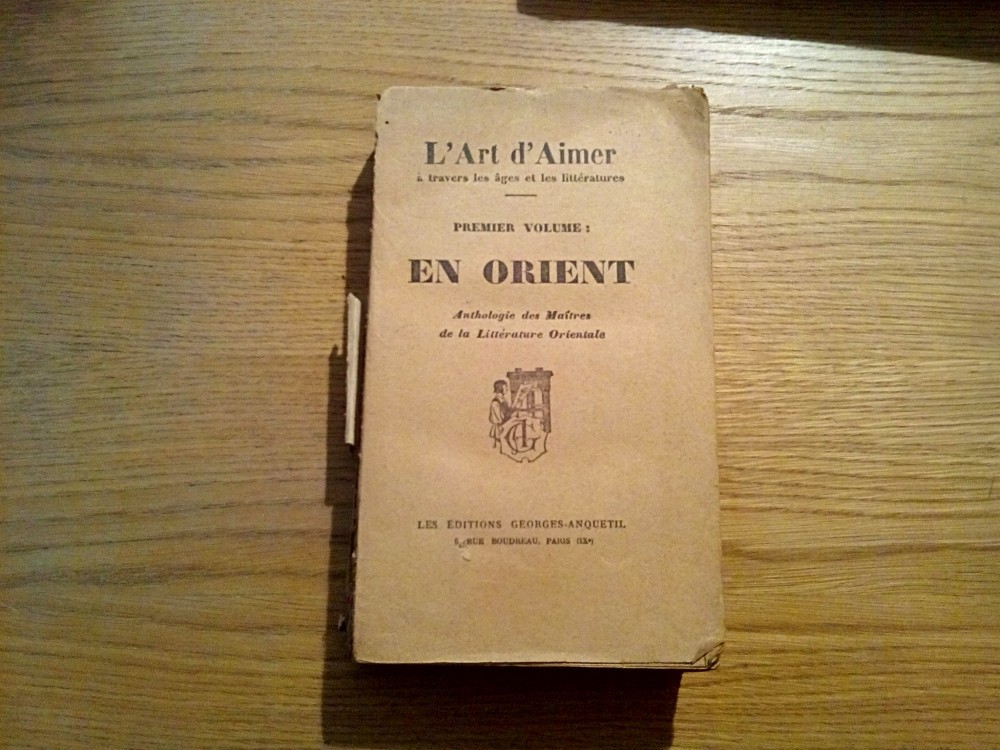 L'Art d'Aimer
à travers les âges et les littératures
PREMIER VOLUME :
EN ORIENT
Anthologie des Maîtres
de la Littérature Orientale
LES ÉDITIONS GEORGES-ANQUETIL
RUE BOUDREAU, PARIS (IXe)